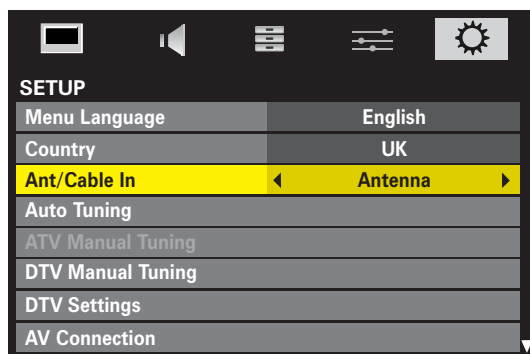 SETUP
Menu Language English
Country UK
Ant/Cable In Antenna
Auto Tuning
ATV Manual Tuning
DTV Manual Tuning
DTV Settings
AV Connection